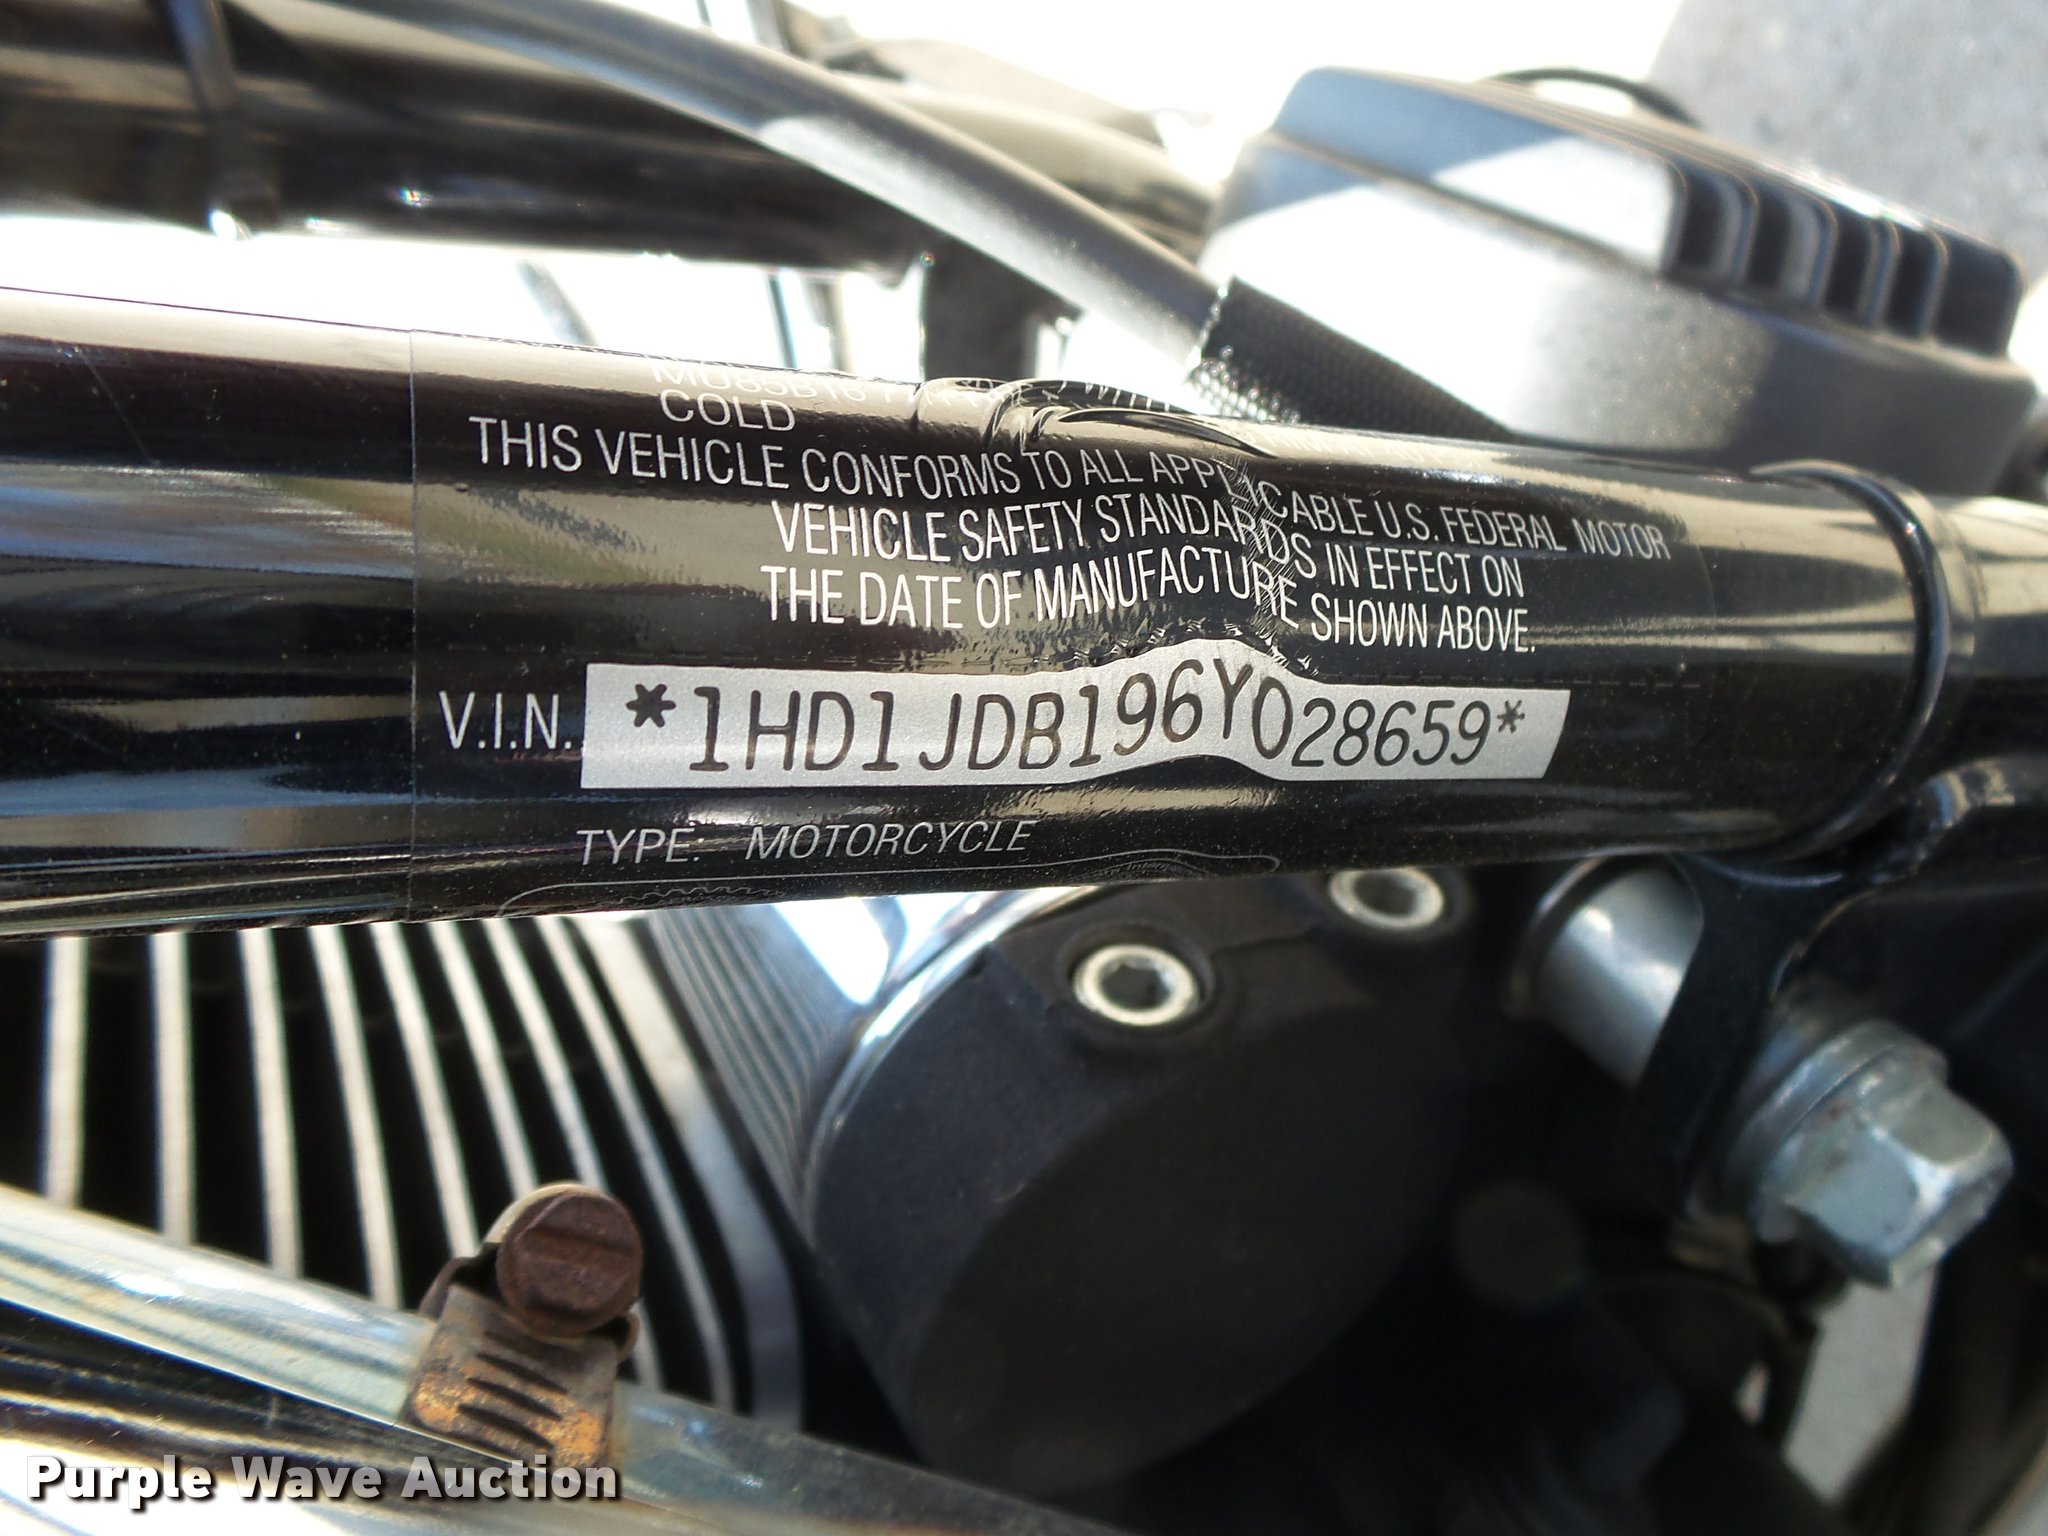 COLD
THIS VEHICLE CONFORMS TO ALL APPLICABLE U.S. FEDERAL MOTOR
VEHICLE SAFETY STANDARDS IN EFFECT ON
THE DATE OF MANUFACTURE SHOWN ABOVE.
V.I.N. *1HD1JDB196Y028659*
TYPE: MOTORCYCLE
Purple Wave Auction